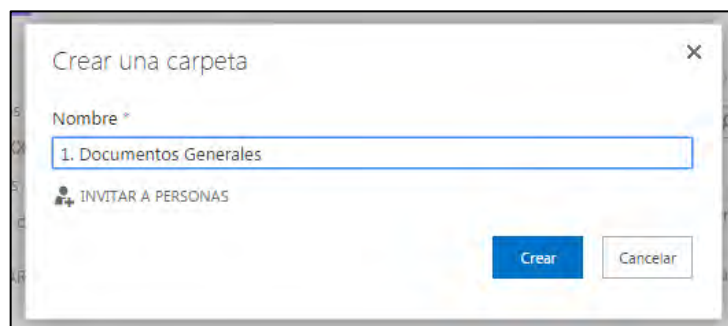 Crear una carpeta
Nombre *
1. Documentos Generales
INVITAR A PERSONAS
Crear Cancelar